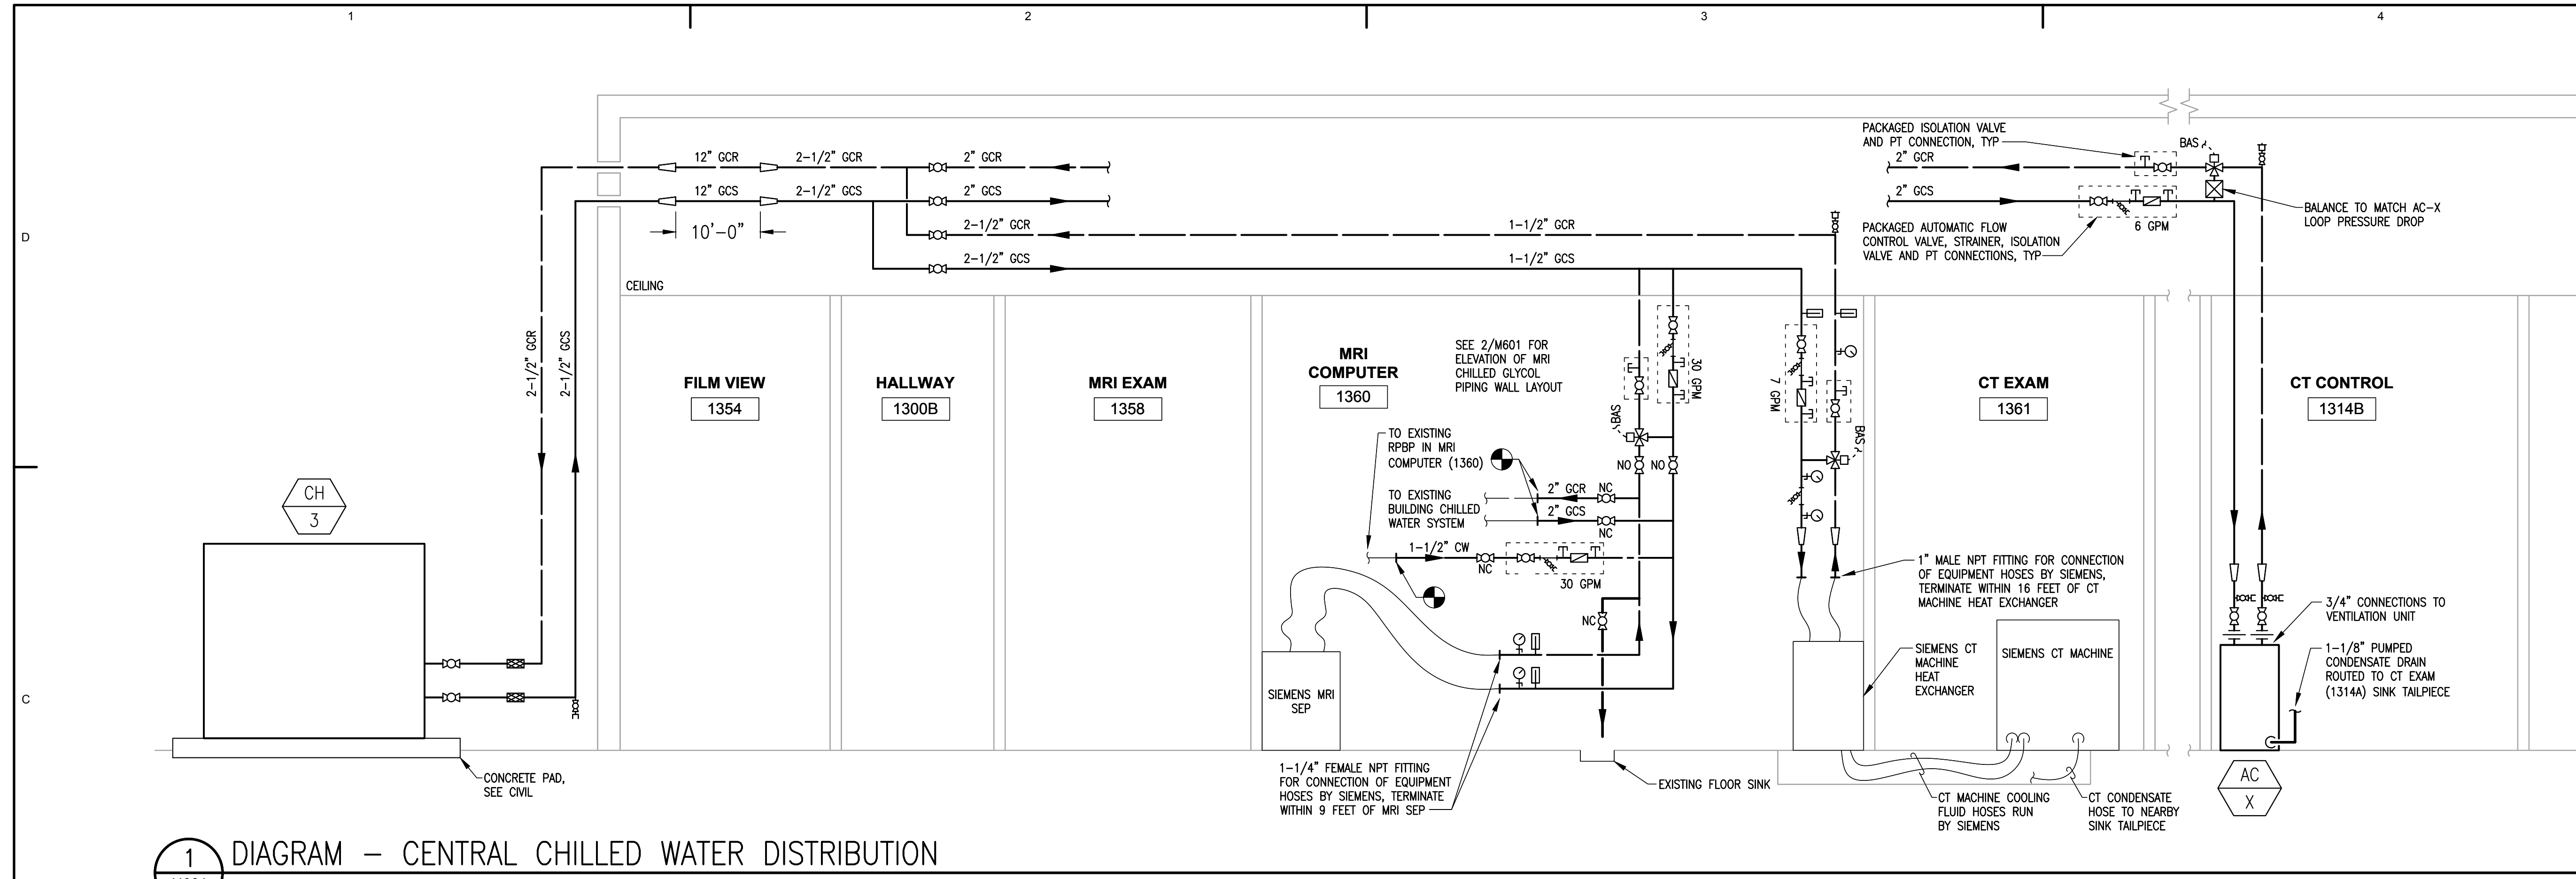 1
2
3
4
D
C
12" GCR
2-1/2" GCR
2" GCR
12" GCS
2-1/2" GCS
2" GCS
10'-0"
2-1/2" GCR
1-1/2" GCR
2-1/2" GCS
1-1/2" GCS
CEILING
2-1/2" GCR
2-1/2" GCS
PACKAGED ISOLATION VALVE
AND PT CONNECTION, TYP
BAS
2" GCR
2" GCS
6 GPM
PACKAGED AUTOMATIC FLOW
CONTROL VALVE, STRAINER, ISOLATION
VALVE AND PT CONNECTIONS, TYP
BALANCE TO MATCH AC-X
LOOP PRESSURE DROP
FILM VIEW
1354
HALLWAY
1300B
MRI EXAM
1358
MRI
COMPUTER
1360
SEE 2/M601 FOR
ELEVATION OF MRI
CHILLED GLYCOL
PIPING WALL LAYOUT
30 GPM
7 GPM
BAS
BAS
CT EXAM
1361
CT CONTROL
1314B
TO EXISTING
RPBP IN MRI
COMPUTER (1360)
NO
NO
TO EXISTING
BUILDING CHILLED
WATER SYSTEM
2" GCR
NC
2" GCS
NC
1-1/2" CW
NC
30 GPM
NC
CH
3
SIEMENS MRI
SEP
1" MALE NPT FITTING FOR CONNECTION
OF EQUIPMENT HOSES BY SIEMENS,
TERMINATE WITHIN 16 FEET OF CT
MACHINE HEAT EXCHANGER
SIEMENS CT
MACHINE
HEAT
EXCHANGER
SIEMENS CT MACHINE
3/4" CONNECTIONS TO
VENTILATION UNIT
1-1/8" PUMPED
CONDENSATE DRAIN
ROUTED TO CT EXAM
(1314A) SINK TAILPIECE
CONCRETE PAD,
SEE CIVIL
1-1/4" FEMALE NPT FITTING
FOR CONNECTION OF EQUIPMENT
HOSES BY SIEMENS, TERMINATE
WITHIN 9 FEET OF MRI SEP
EXISTING FLOOR SINK
CT MACHINE COOLING
FLUID HOSES RUN
BY SIEMENS
CT CONDENSATE
HOSE TO NEARBY
SINK TAILPIECE
AC
X
1
DIAGRAM - CENTRAL CHILLED WATER DISTRIBUTION